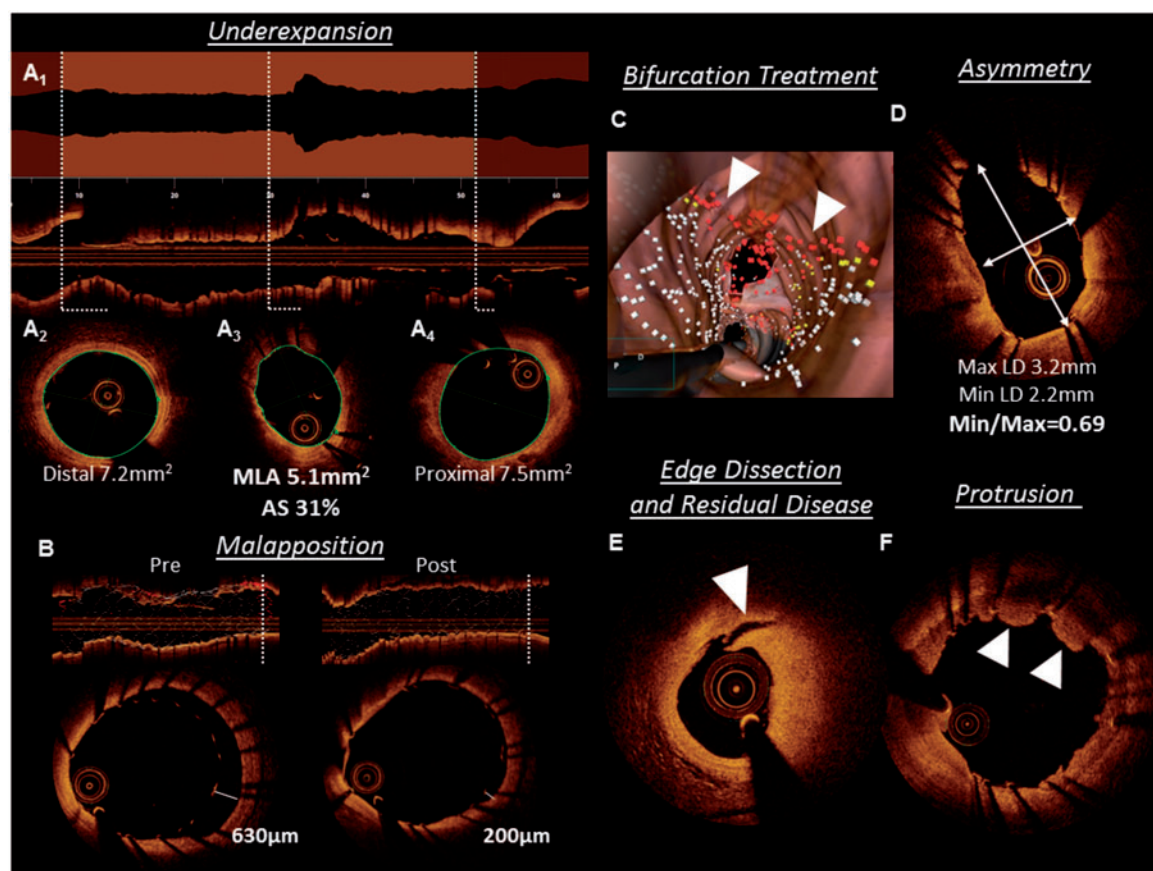 Underexpansion
A1
10 20 30 40 50 60
A2
A3
A4
Distal 7.2mm²
MLA 5.1mm²
AS 31%
Proximal 7.5mm²
B
Malapposition
Pre
Post
630μm
200μm
Bifurcation Treatment
C
P
D
Asymmetry
D
Max LD 3.2mm
Min LD 2.2mm
Min/Max=0.69
Edge Dissection
and Residual Disease
E
Protrusion
F